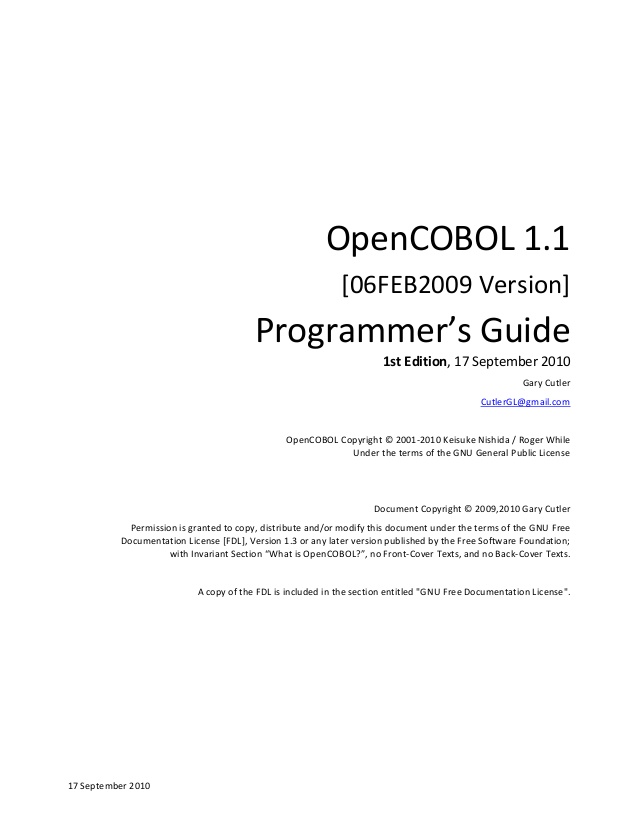 OpenCOBOL 1.1
[06FEB2009 Version]
Programmer’s Guide
1st Edition, 17 September 2010
Gary Cutler
CutlerGL@gmail.com
OpenCOBOL Copyright © 2001-2010 Keisuke Nishida / Roger While
Under the terms of the GNU General Public License
Document Copyright © 2009,2010 Gary Cutler
Permission is granted to copy, distribute and/or modify this document under the terms of the GNU Free
Documentation License [FDL], Version 1.3 or any later version published by the Free Software Foundation;
with Invariant Section “What is OpenCOBOL?”, no Front-Cover Texts, and no Back-Cover Texts.
A copy of the FDL is included in the section entitled "GNU Free Documentation License".
17 September 2010